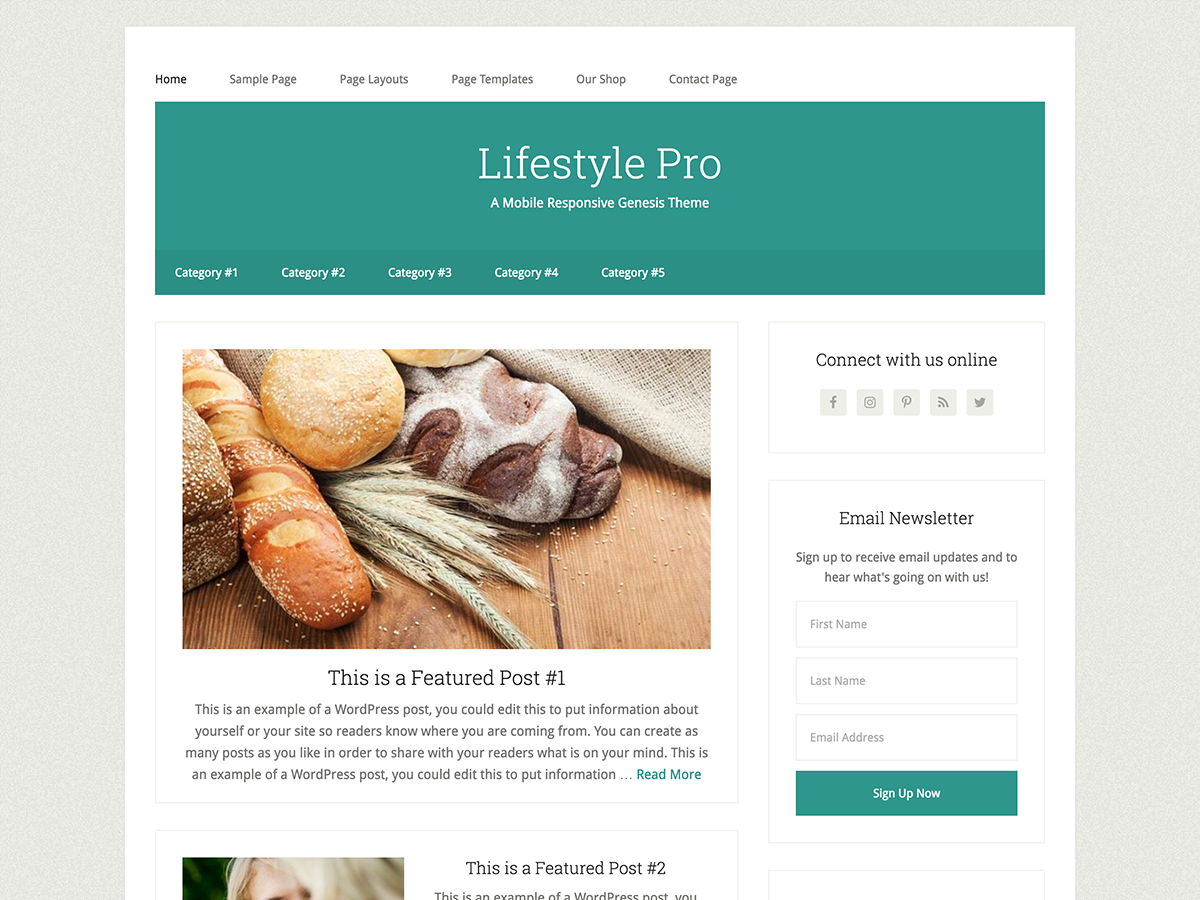 Home Sample Page Page Layouts Page Templates Our Shop Contact Page
Lifestyle Pro
A Mobile Responsive Genesis Theme
Category #1 Category #2 Category #3 Category #4 Category #5
This is a Featured Post #1
This is an example of a WordPress post, you could edit this to put information about
yourself or your site so readers know where you are coming from. You can create as
many posts as you like in order to share with your readers what is on your mind. This is
an example of a WordPress post, you could edit this to put information … Read More
This is a Featured Post #2
This is an example of a WordPress post, you
Connect with us online
Email Newsletter
Sign up to receive email updates and to
hear what's going on with us!
First Name
Last Name
Email Address
Sign Up Now